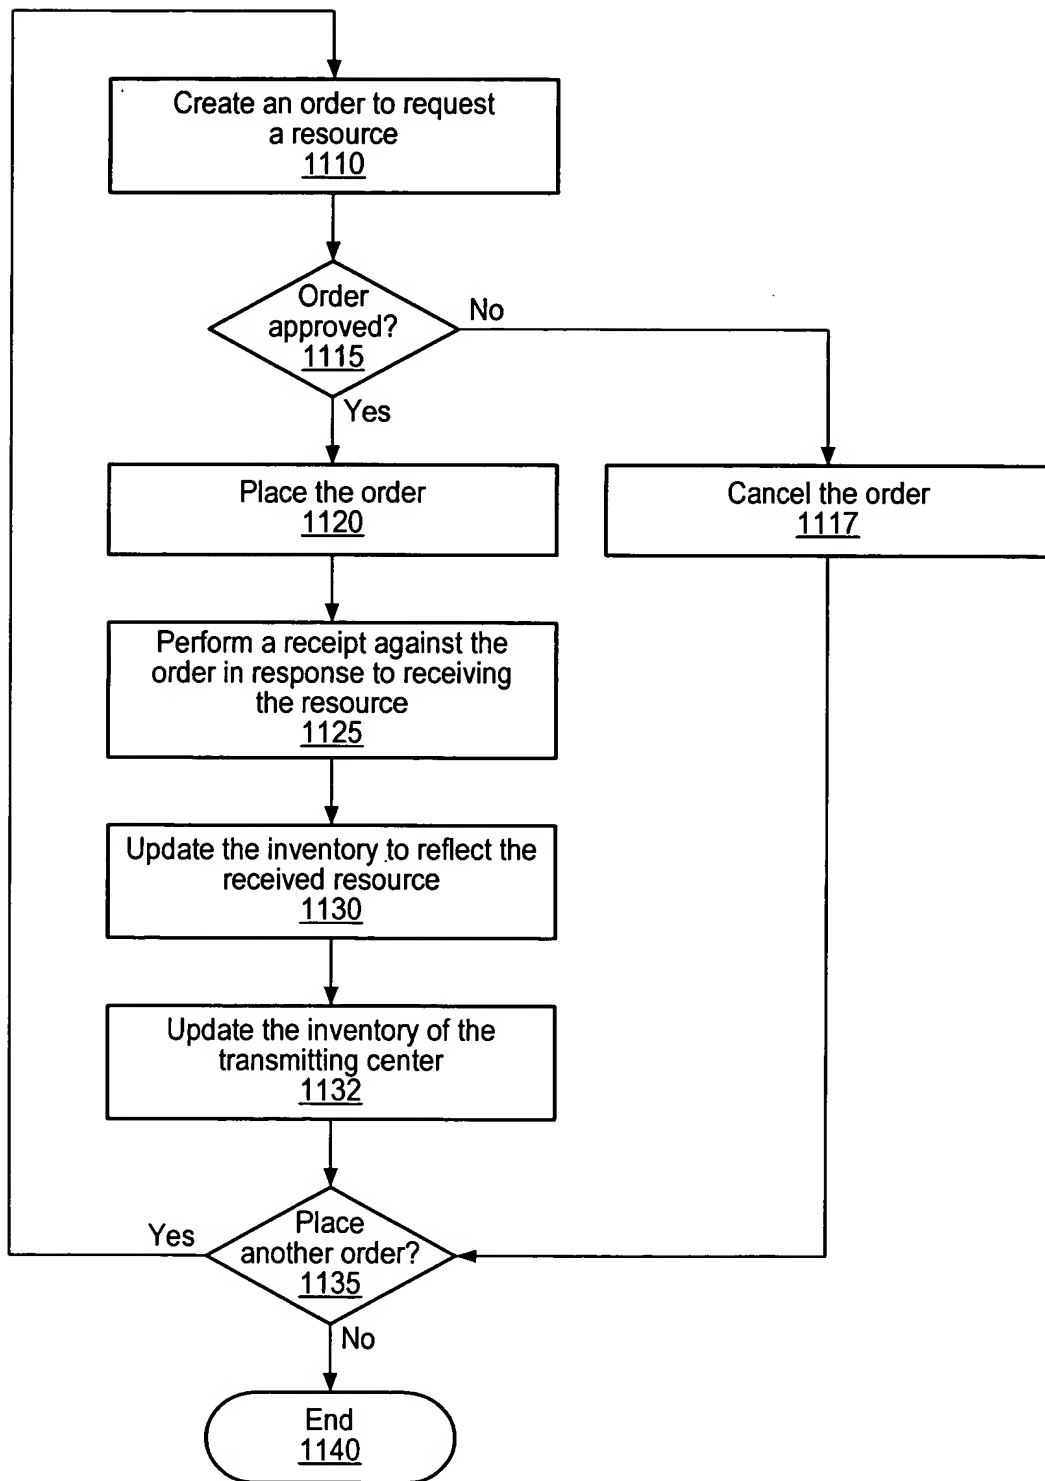 Create an order to request
a resource
1110
Order
approved?
1115
No
Yes
Place the order
1120
Cancel the order
1117
Perform a receipt against the
order in response to receiving
the resource
1125
Update the inventory to reflect the
received resource
1130
Update the inventory of the
transmitting center
1132
Yes
Place
another order?
1135
No
End
1140